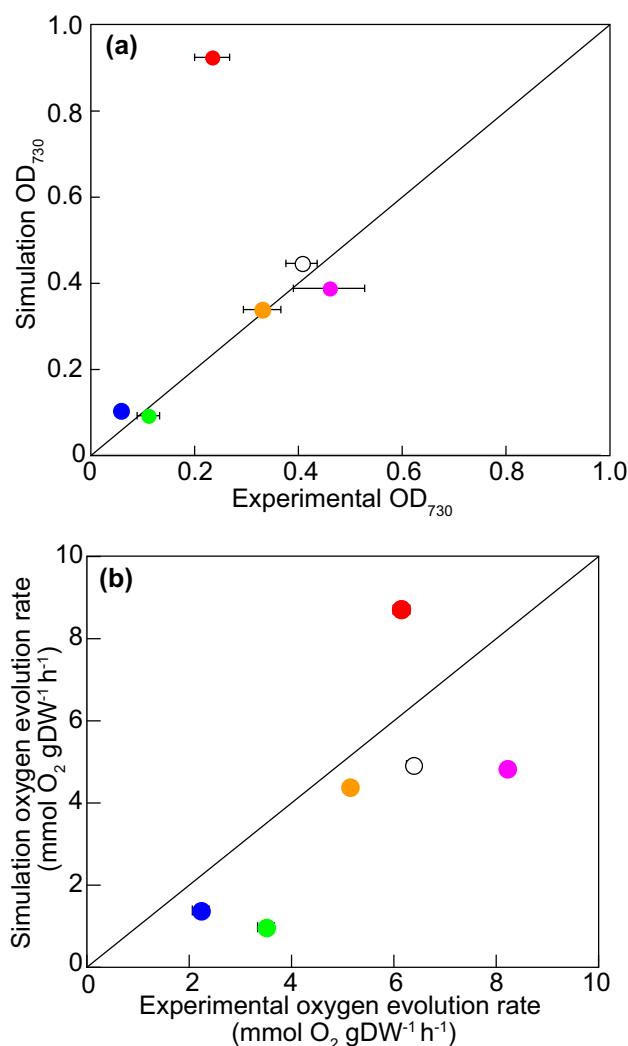 (a)
1.0
0.8
0.6
0.4
0.2
0
Simulation OD₇₃₀
0 0.2 0.4 0.6 0.8 1.0
Experimental OD₇₃₀
(b)
10
8
6
4
2
0
Simulation oxygen evolution rate
(mmol O₂ gDW⁻¹ h⁻¹)
0 2 4 6 8 10
Experimental oxygen evolution rate
(mmol O₂ gDW⁻¹ h⁻¹)